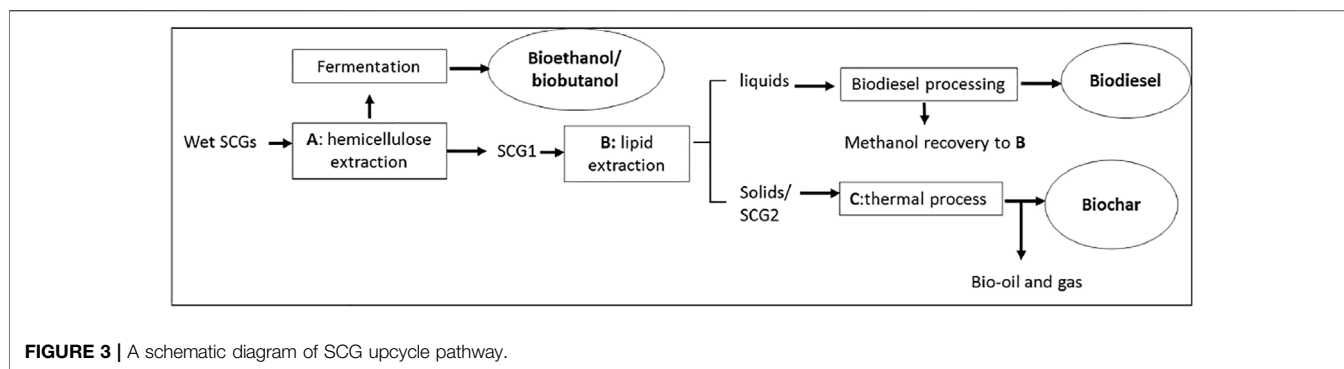 Fermentation
Bioethanol/
biobutanol
liquids
Biodiesel processing
Biodiesel
Wet SCGs
A: hemicellulose
extraction
SCG1
B: lipid
extraction
Methanol recovery to B
Solids/
SCG2
C:thermal process
Biochar
Bio-oil and gas
FIGURE 3 | A schematic diagram of SCG upcycle pathway.